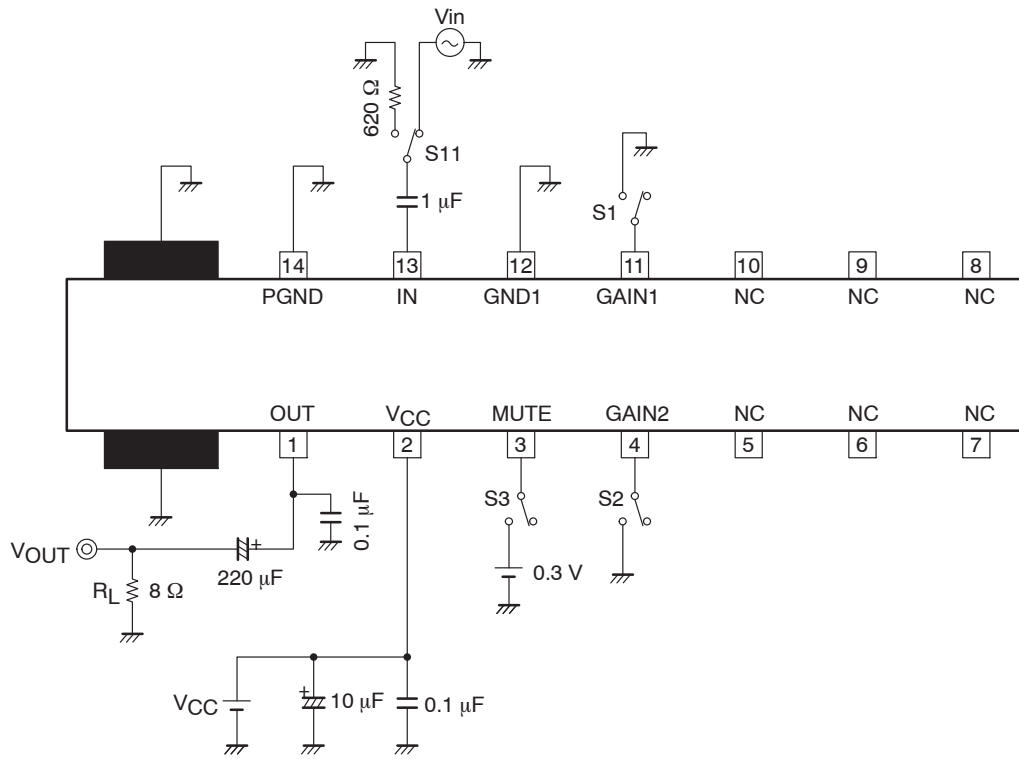 Vin
620 Ω
S11
1 μF
S1
14 13 12 11 10 9 8
PGND IN GND1 GAIN1 NC NC NC
OUT VCC MUTE GAIN2 NC NC NC
1 2 3 4 5 6 7
S3 S2
0.1 μF
VOUT
+
220 μF
0.3 V
RL 8 Ω
VCC
+
10 μF
0.1 μF